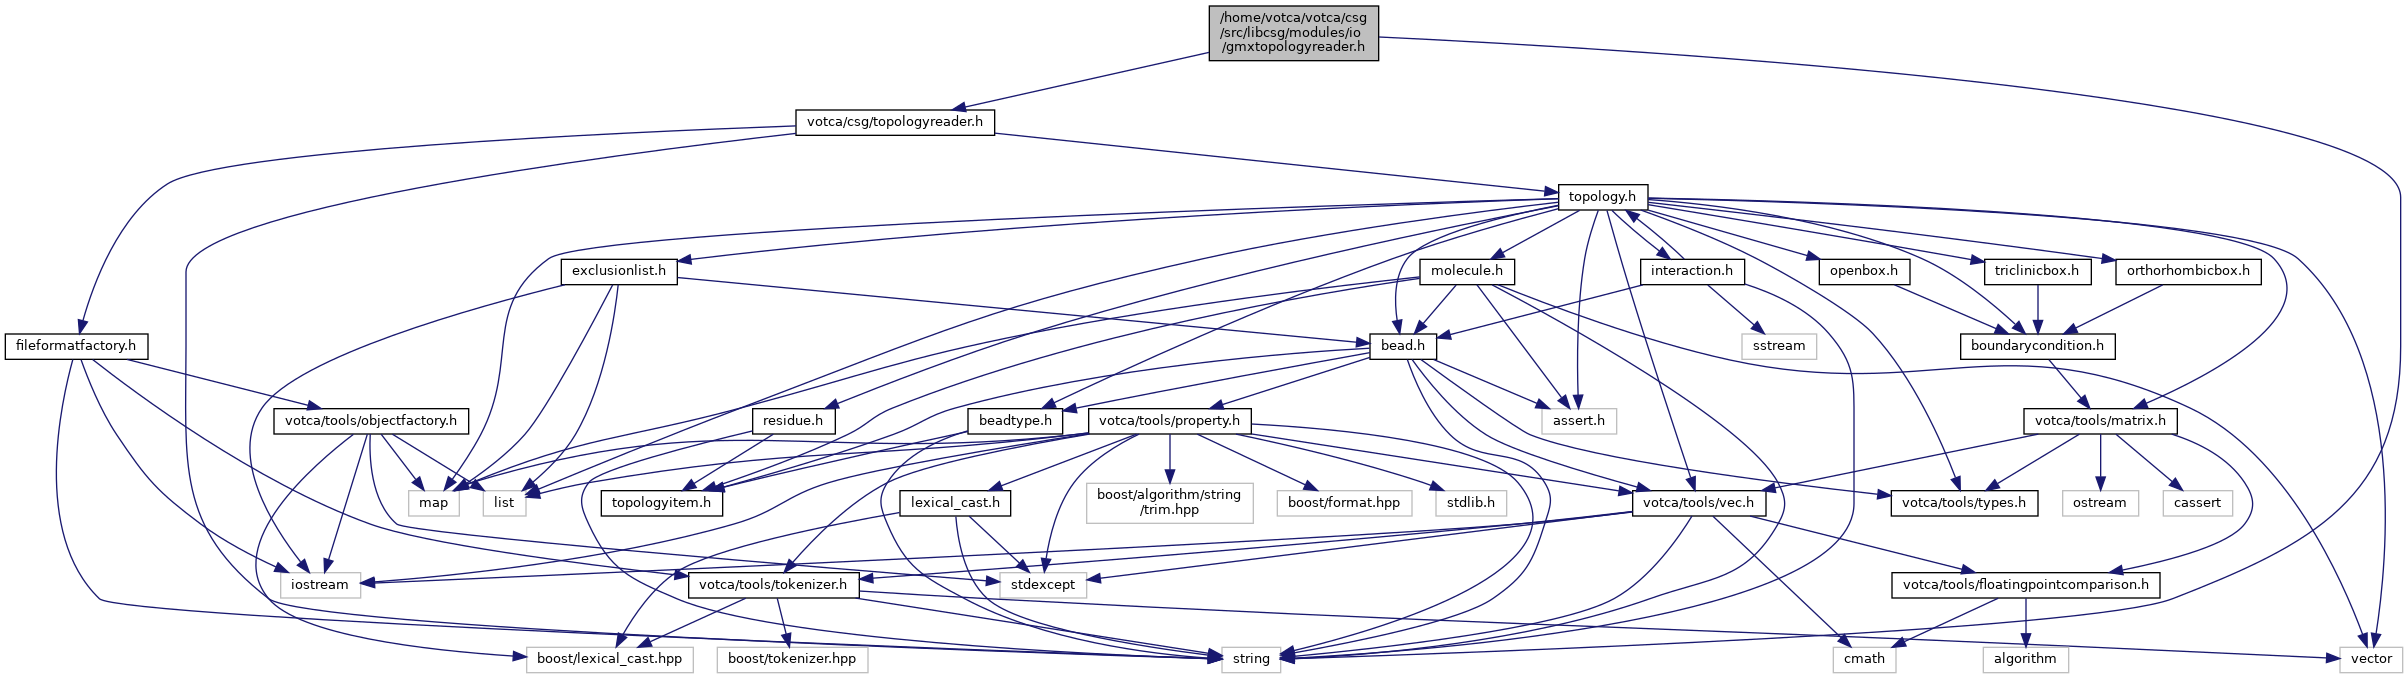 /home/votca/votca/csg
/src/libcsg/modules/io
/gmxtopologyreader.h
votca/csg/topologyreader.h
topology.h
exclusionlist.h
molecule.h
interaction.h
openbox.h
triclinicbox.h
orthorhombicbox.h
fileformatfactory.h
bead.h
sstream
boundarycondition.h
votca/tools/objectfactory.h
residue.h
beadtype.h
votca/tools/property.h
assert.h
votca/tools/matrix.h
map
list
topologyitem.h
lexical_cast.h
boost/algorithm/string
/trim.hpp
boost/format.hpp
stdlib.h
votca/tools/vec.h
votca/tools/types.h
ostream
cassert
iostream
votca/tools/tokenizer.h
stdexcept
votca/tools/floatingpointcomparison.h
boost/lexical_cast.hpp
boost/tokenizer.hpp
string
cmath
algorithm
vector